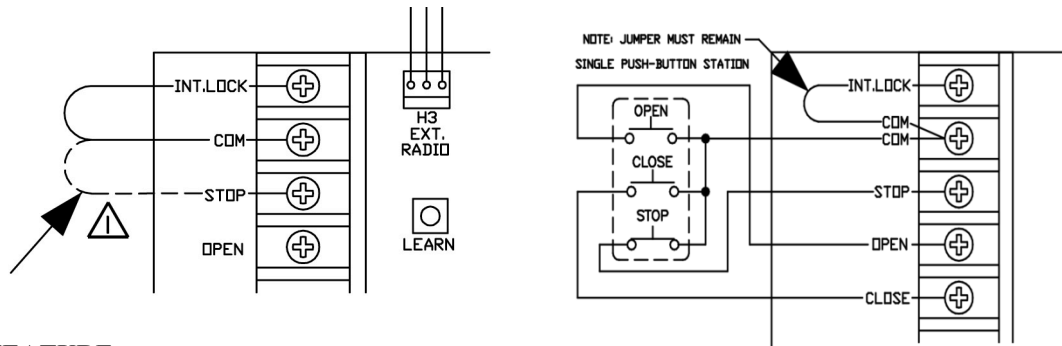 INT.LOCK
COM
STOP
OPEN
H3
EXT.
RADIO
LEARN
NOTE: JUMPER MUST REMAIN
SINGLE PUSH-BUTTON STATION
OPEN
CLOSE
STOP
INT.LOCK
COM
COM
STOP
OPEN
CLOSE